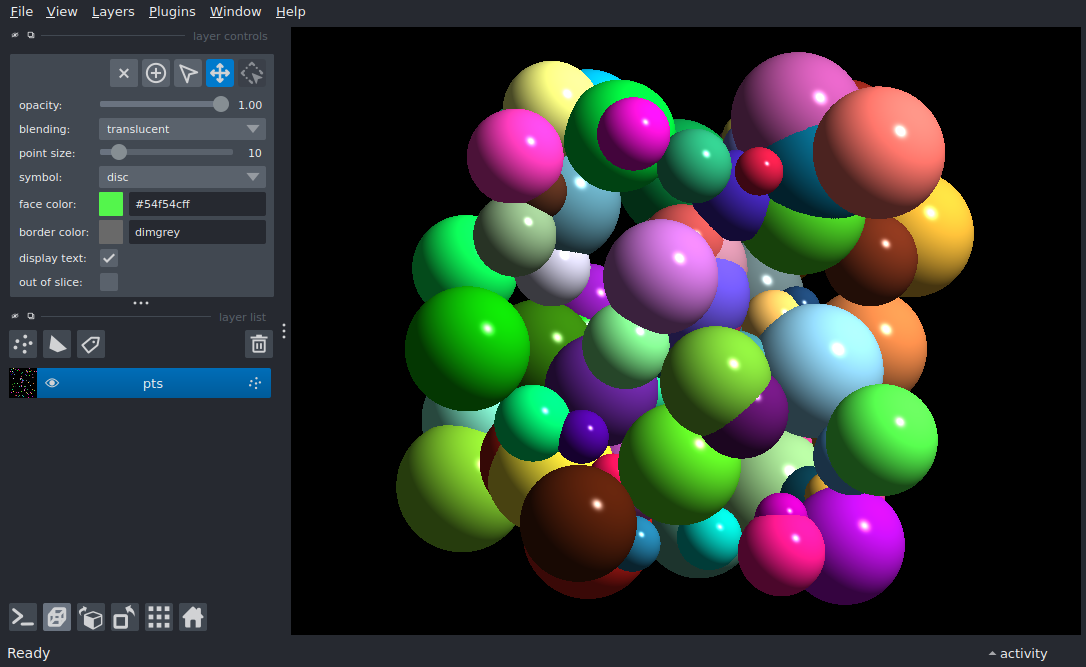 File View Layers Plugins Window Help
layer controls
opacity: 1.00
blending: translucent
point size: 10
symbol: disc
face color: #54f54cff
border color: dimgrey
display text:
out of slice:
layer list
pts
Ready activity